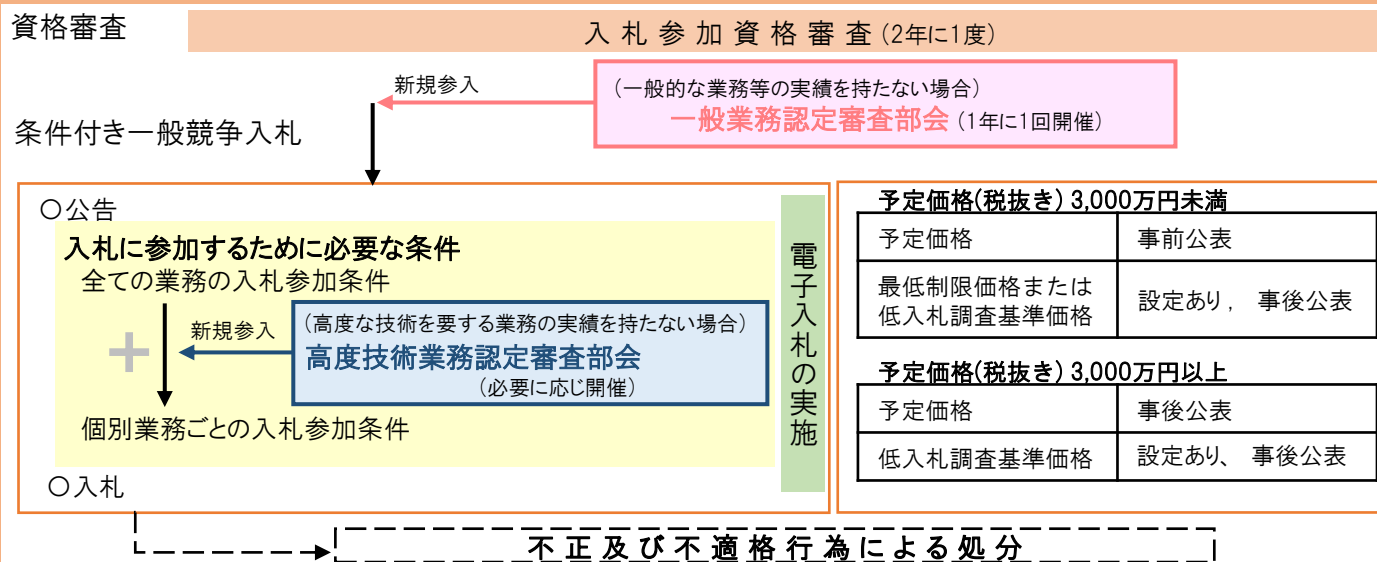 資格審査
入札参加資格審査(2年に1度)
新規参入
(一般的な業務等の実績を持たない場合)
一般業務認定審査部会(1年に1回開催)
条件付き一般競争入札
〇公告
入札に参加するために必要な条件
全ての業務の入札参加条件
+
新規参入
(高度な技術を要する業務の実績を持たない場合)
高度技術業務認定審査部会
(必要に応じ開催)
個別業務ごとの入札参加条件
〇入札
電子入札の実施
予定価格(税抜き) 3,000万円未満
予定価格 事前公表
最低制限価格または
低入札調査基準価格 設定あり, 事後公表
予定価格(税抜き) 3,000万円以上
予定価格 事後公表
低入札調査基準価格 設定あり、 事後公表
不正及び不適格行為による処分